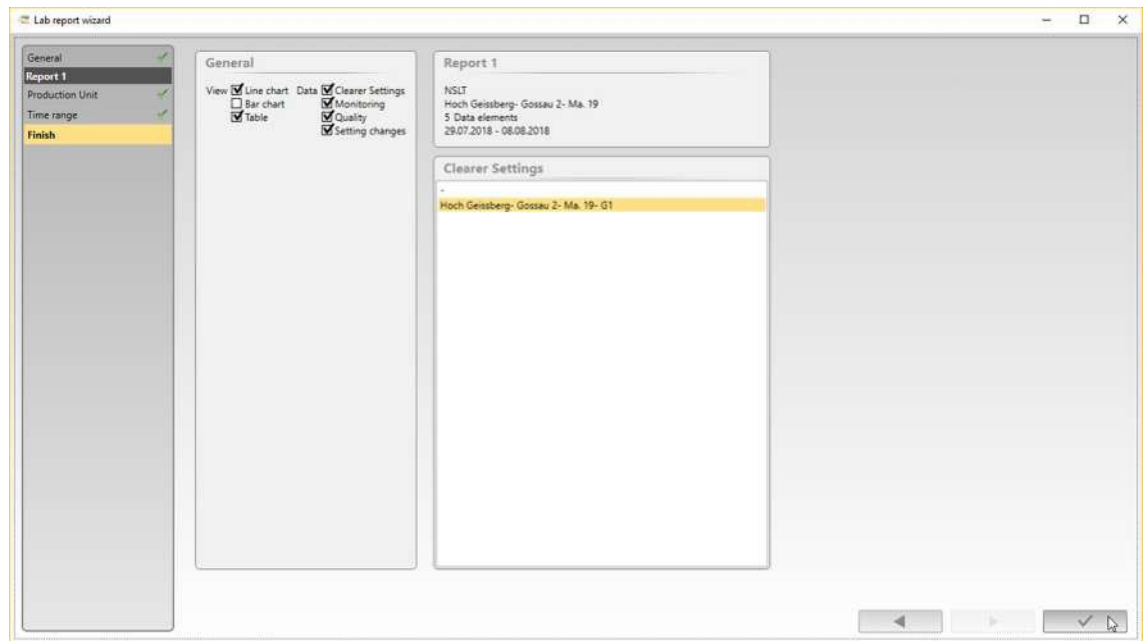 Lab report wizard
General
Report 1
Production Unit
Time range
Finish
General
View Line chart Data Clearer Settings
Bar chart Monitoring
Table Quality
Setting changes
Report 1
NSLT
Hoch Geissberg- Gossau 2- Ma. 19
5 Data elements
29.07.2018 - 08.08.2018
Clearer Settings
-
Hoch Geissberg- Gossau 2- Ma. 19- G1